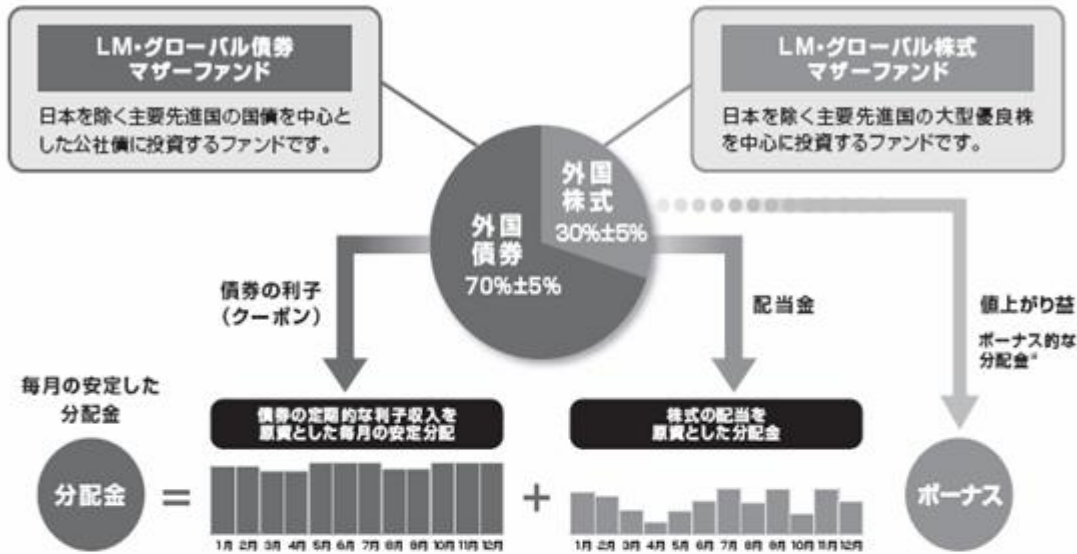 LM・グローバル債券
マザーファンド
日本を除く主要先進国の国債を中心と
した公社債に投資するファンドです。
LM・グローバル株式
マザーファンド
日本を除く主要先進国の大型優良株
を中心に投資するファンドです。
外国
株式
30%±5%
外国
債券
70%±5%
債券の利子
(クーポン)
配当金
値上がり益
ボーナス的な
分配金※
毎月の安定した
分配金
債券の定期的な利子収入を
原資とした毎月の安定分配
株式の配当を
原資とした分配金
分配金
=
+
ボーナス
1月 2月 3月 4月 5月 6月 7月 8月 9月 10月 11月 12月
1月 2月 3月 4月 5月 6月 7月 8月 9月 10月 11月 12月